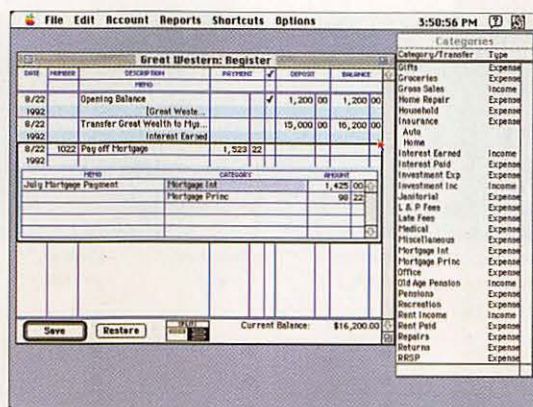 File Edit Account Reports Shortcuts Options 3:50:56 PM
Great Western: Register
DATE NUMBER DESCRIPTION PAYMENT ✓ DEPOSIT BALANCE
MEMO
8/22 Opening Balance ✓ 1,200 00 1,200 00
1992 [Great Weste...
8/22 Transfer Great Wealth to Mys... 15,000 00 16,200 00
1992 Interest Earned
8/22 1022 Pay off Mortgage 1,523 22
1992
MEMO CATEGORY AMOUNT
July Mortgage Payment Mortgage Int 1,425 00
Mortgage Princ 98 22
Save Restore SPLIT Current Balance: $16,200.00
Categories
Category/Transfer Type
Gifts Expense
Groceries Expense
Gross Sales Income
Home Repair Expense
Household Expense
Insurance Expense
Auto
Home
Interest Earned Income
Interest Paid Expense
Investment Exp Expense
Investment Inc Income
Janitorial Expense
L & P Fees Expense
Late Fees Expense
Medical Expense
Miscellaneous Expense
Mortgage Int Expense
Mortgage Princ Expense
Office Expense
Old Age Pension Income
Pensions Expense
Recreation Expense
Rent Income Income
Rent Paid Expense
Repairs Expense
Returns Expense
RRSP Expense